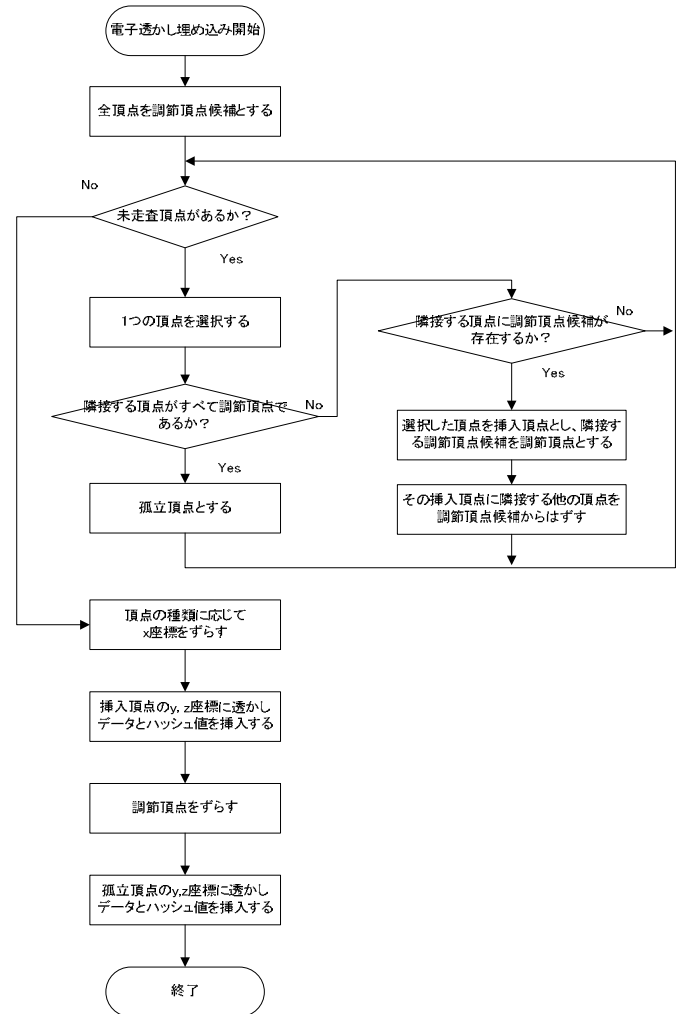 電子透かし埋め込み開始
全頂点を調節頂点候補とする
No
未走査頂点があるか？
Yes
1つの頂点を選択する
隣接する頂点がすべて調節頂点で
あるか？
No
Yes
孤立頂点とする
隣接する頂点に調節頂点候補が
存在するか？
No
Yes
選択した頂点を挿入頂点とし、隣接す
る調節頂点候補を調節頂点とする
その挿入頂点に隣接する他の頂点を
調節頂点候補からはずす
頂点の種類に応じて
x座標をずらす
挿入頂点のy, z座標に透かし
データとハッシュ値を挿入する
調節頂点をずらす
孤立頂点のy,z座標に透かし
データとハッシュ値を挿入する
終了